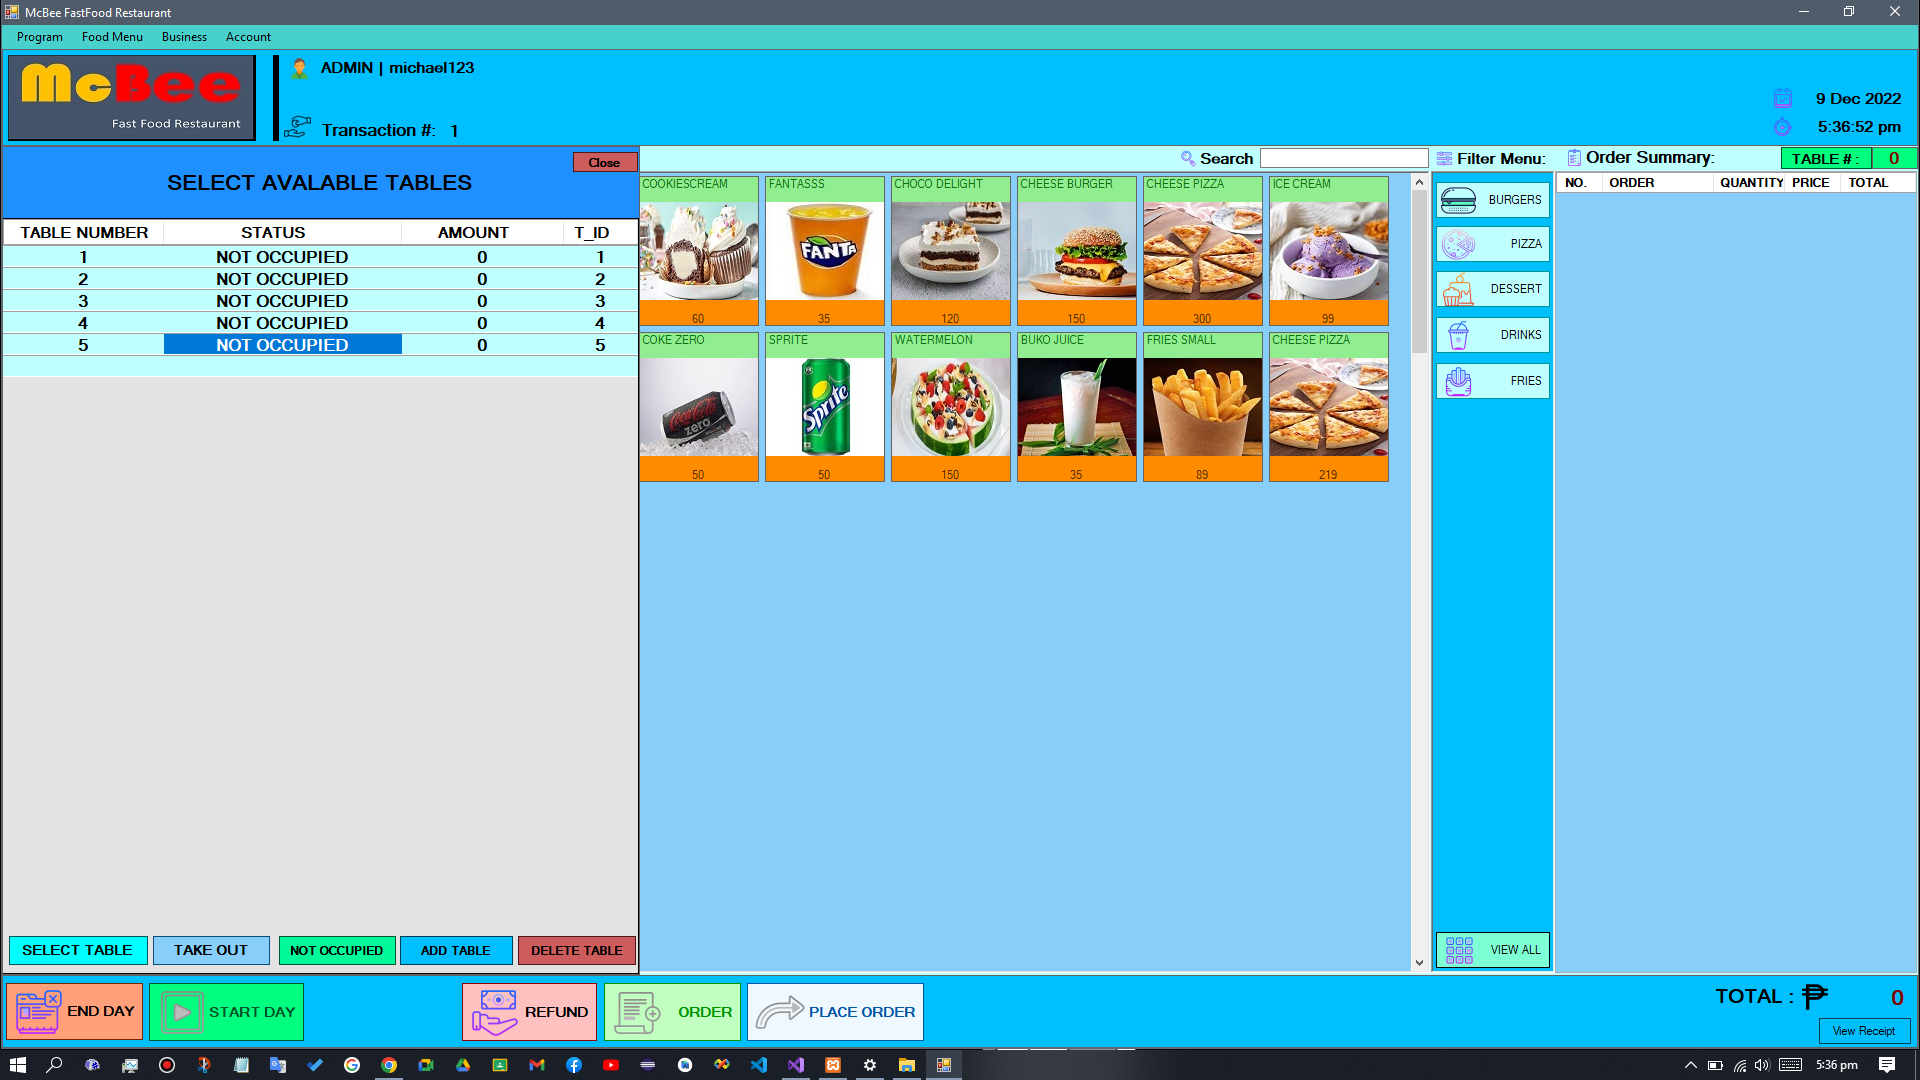 McBee FastFood Restaurant
Program Food Menu Business Account
McBee
Fast Food Restaurant
ADMIN | michael123
Transaction #: 1
9 Dec 2022
5:36:52 pm
Close
SELECT AVALABLE TABLES
TABLE NUMBER STATUS AMOUNT T_ID
1 NOT OCCUPIED 0 1
2 NOT OCCUPIED 0 2
3 NOT OCCUPIED 0 3
4 NOT OCCUPIED 0 4
5 NOT OCCUPIED 0 5
SELECT TABLE TAKE OUT NOT OCCUPIED ADD TABLE DELETE TABLE
Search
COOKIESCREAM FANTASSS CHOCO DELIGHT CHEESE BURGER CHEESE PIZZA ICE CREAM
FANTA
60 35 120 150 300 99
COKE ZERO SPRITE WATERMELON BUKO JUICE FRIES SMALL CHEESE PIZZA
Coca-Cola
zero
Sprite
50 50 150 35 89 219
Filter Menu:
BURGERS
PIZZA
DESSERT
DRINKS
FRIES
VIEW ALL
Order Summary: TABLE # : 0
NO. ORDER QUANTITY PRICE TOTAL
END DAY START DAY REFUND ORDER PLACE ORDER
TOTAL : ₱ 0
View Receipt
5:36 pm